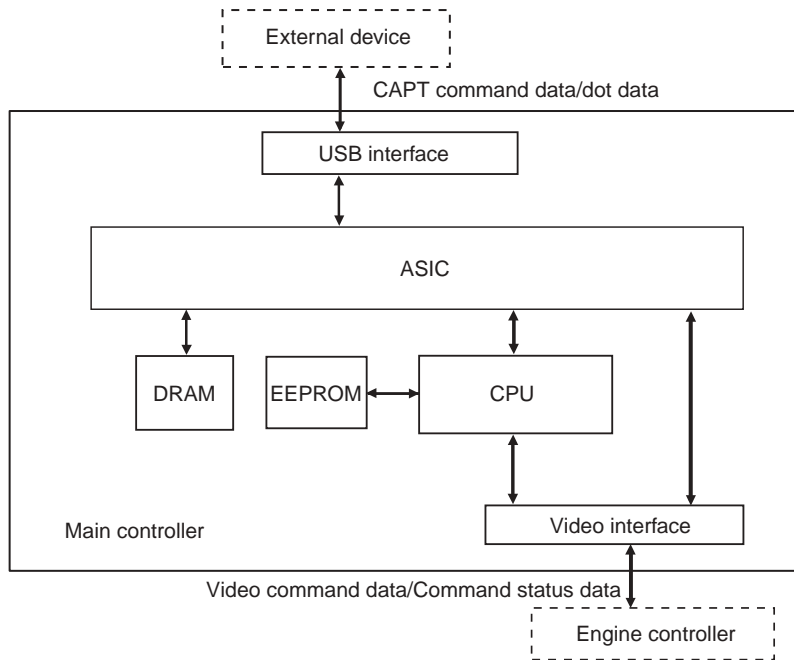 External device
CAPT command data/dot data
USB interface
ASIC
DRAM
EEPROM
CPU
Main controller
Video interface
Video command data/Command status data
Engine controller